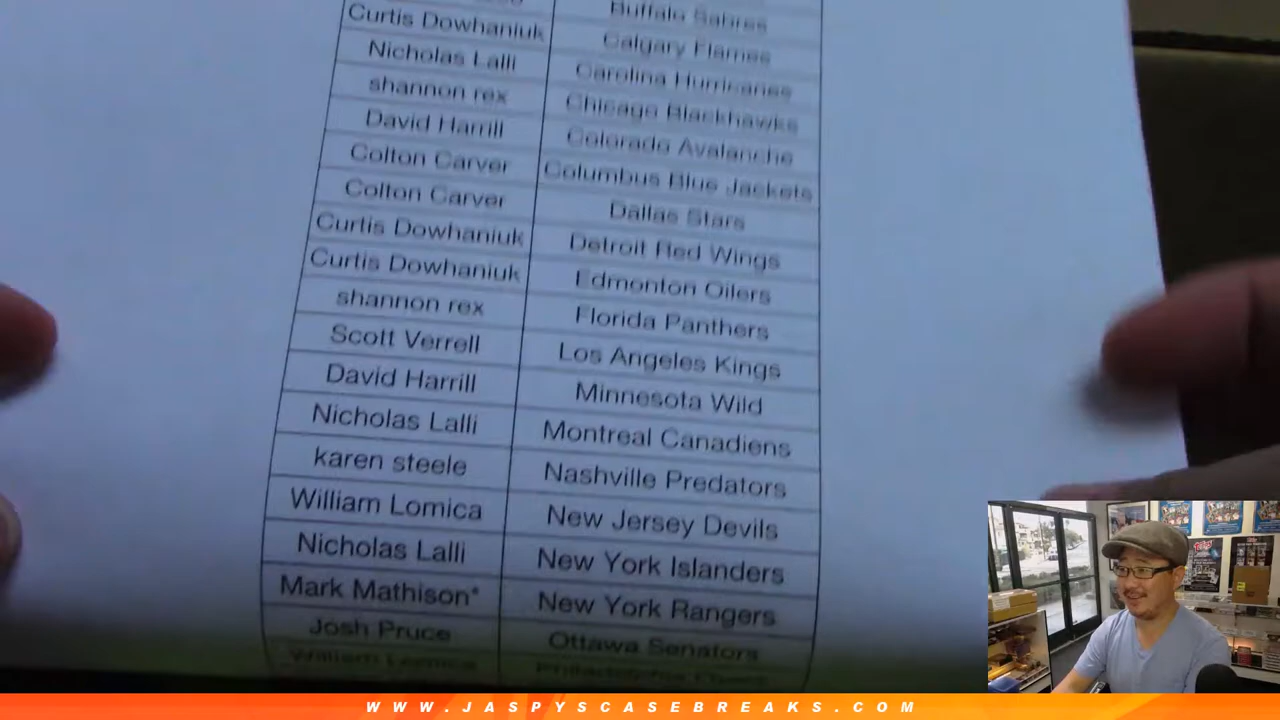 Buffalo Sabres
Curtis Dowhaniuk Calgary Flames
Nicholas Lalli Carolina Hurricanes
shannon rex Chicago Blackhawks
David Harrill Colorado Avalanche
Colton Carver Columbus Blue Jackets
Colton Carver Dallas Stars
Curtis Dowhaniuk Detroit Red Wings
Curtis Dowhaniuk Edmonton Oilers
shannon rex Florida Panthers
Scott Verrell Los Angeles Kings
David Harrill Minnesota Wild
Nicholas Lalli Montreal Canadiens
karen steele Nashville Predators
William Lomica New Jersey Devils
Nicholas Lalli New York Islanders
Mark Mathison* New York Rangers
Josh Pruce Ottawa Senators
William Lomica Philadelphia Flyers
WWW.JASPYSCASEBREAKS.COM